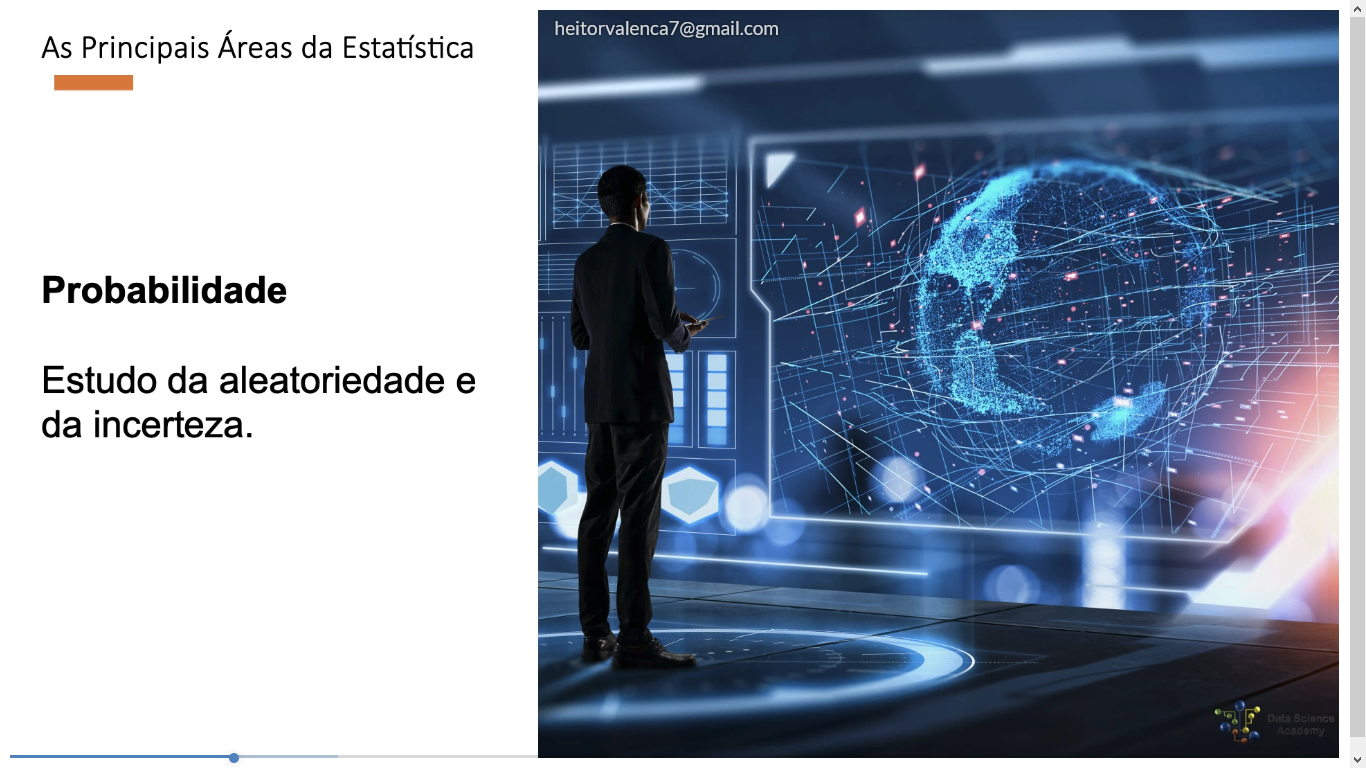 As Principais Áreas da Estatística
heitorvalenca7@gmail.com
Probabilidade
Estudo da aleatoriedade e
da incerteza.
Data Science
Academy